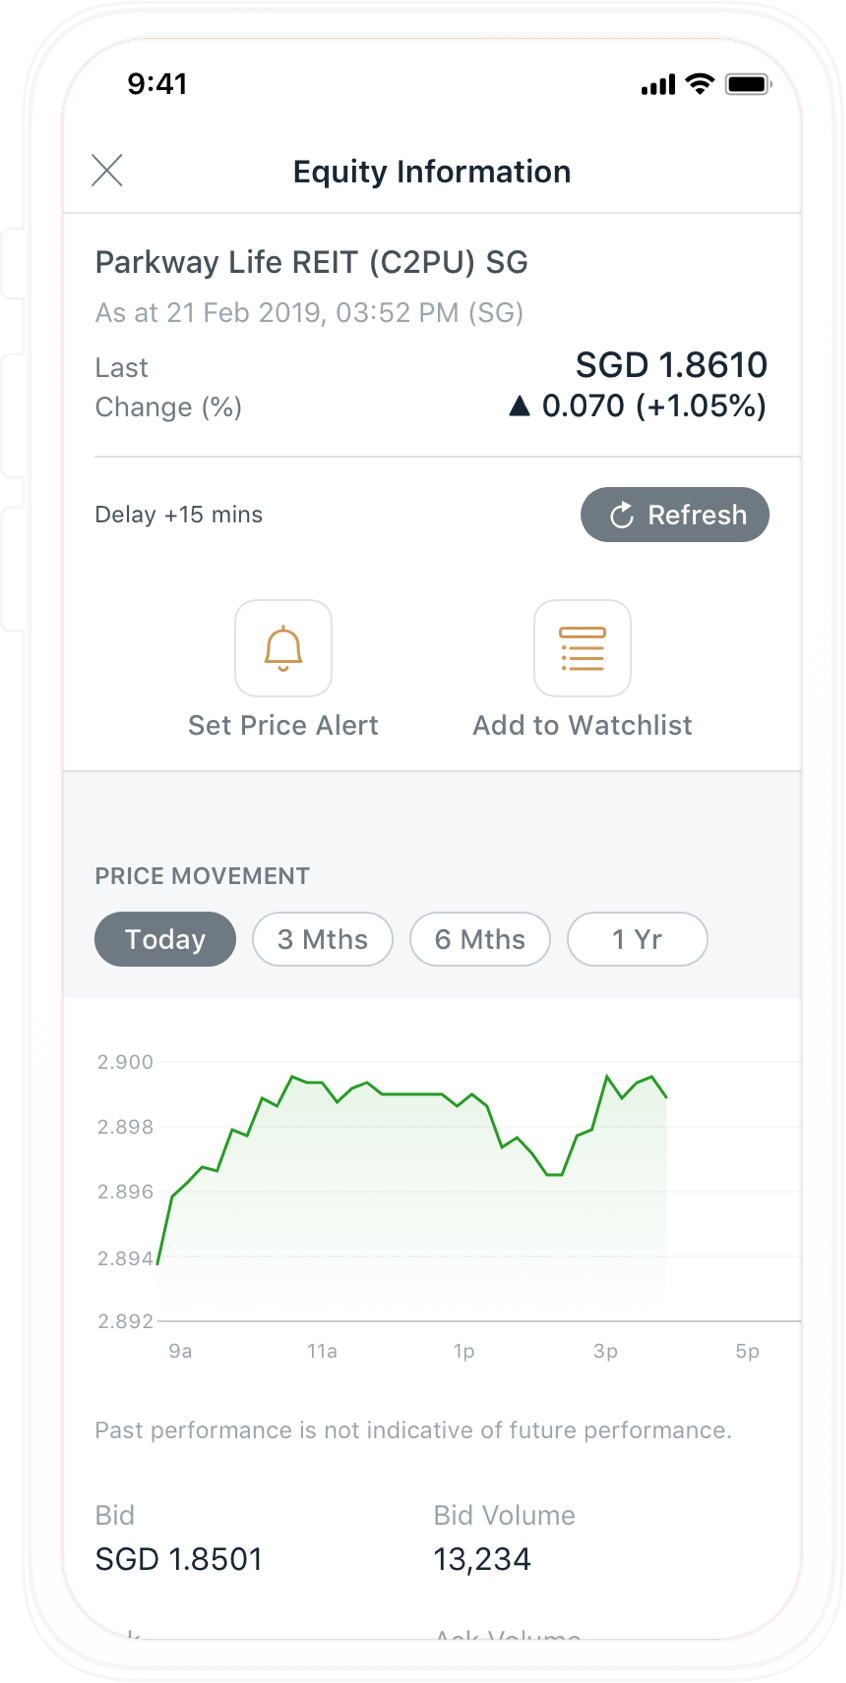 9:41
Equity Information
Parkway Life REIT (C2PU) SG
As at 21 Feb 2019, 03:52 PM (SG)
Last SGD 1.8610
Change (%) ▲ 0.070 (+1.05%)
Delay +15 mins Refresh
Set Price Alert Add to Watchlist
PRICE MOVEMENT
Today 3 Mths 6 Mths 1 Yr
2.900
2.898
2.896
2.894
2.892
9a 11a 1p 3p 5p
Past performance is not indicative of future performance.
Bid Bid Volume
SGD 1.8501 13,234
Ask Volume